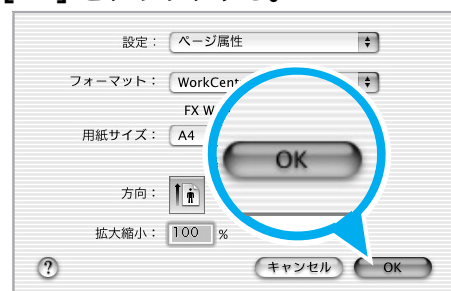 設定： ページ属性
フォーマット： WorkCent
FX W
用紙サイズ： A4
OK
方向：
拡大縮小： 100 %
? キャンセル OK